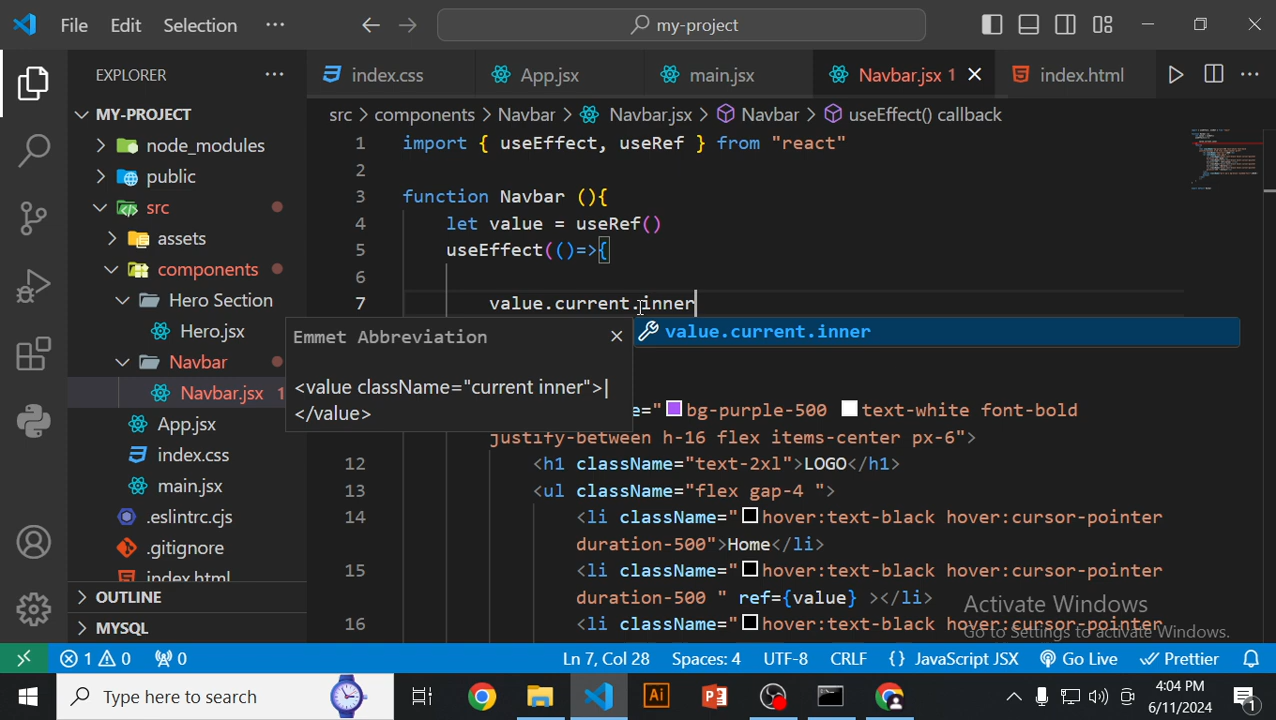 File Edit Selection ··· my-project
EXPLORER ··· index.css App.jsx main.jsx Navbar.jsx 1 index.html ···
MY-PROJECT
src > components > Navbar > Navbar.jsx > Navbar > useEffect() callback
node_modules
public
src
assets
components
Hero Section
Hero.jsx
Navbar
Navbar.jsx 1
App.jsx
index.css
main.jsx
.eslintrc.cjs
.gitignore
index.html
OUTLINE
MYSQL
1 import { useEffect, useRef } from "react"
2
3 function Navbar (){
4 let value = useRef()
5 useEffect(()=>{
6
7 value.current.inner
value.current.inner
Emmet Abbreviation
<value className="current inner">|
</value>
="bg-purple-500 text-white font-bold
justify-between h-16 flex items-center px-6">
12 <h1 className="text-2xl">LOGO</h1>
13 <ul className="flex gap-4 ">
14 <li className="hover:text-black hover:cursor-pointer
duration-500">Home</li>
15 <li className="hover:text-black hover:cursor-pointer
duration-500 " ref={value} ></li>
16 <li className="hover:text-black hover:cursor-pointer
Activate Windows
Go to Settings to activate Windows.
1 0 0 Ln 7, Col 28 Spaces: 4 UTF-8 CRLF {} JavaScript JSX Go Live Prettier
Type here to search Ai P 4:04 PM
6/11/2024 1